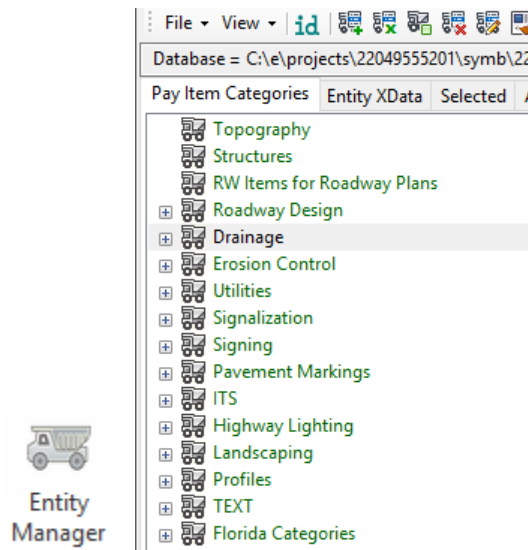 File View id
Database = C:\e\projects\22049555201\symb\22
Pay Item Categories Entity XData Selected
Topography
Structures
RW Items for Roadway Plans
Roadway Design
Drainage
Erosion Control
Utilities
Signalization
Signing
Pavement Markings
ITS
Highway Lighting
Landscaping
Profiles
TEXT
Florida Categories
Entity
Manager